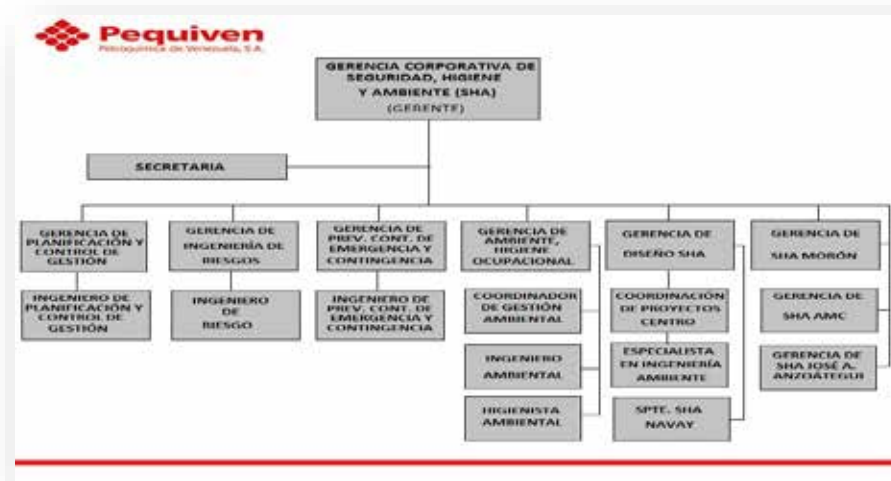 Pequiven
Petroquímica de Venezuela, S.A.
GERENCIA CORPORATIVA DE
SEGURIDAD, HIGIENE
Y AMBIENTE (SHA)
(GERENTE)
SECRETARIA
GERENCIA DE
PLANIFICACIÓN Y
CONTROL DE
GESTIÓN
GERENCIA DE
INGENIERÍA DE
RIESGOS
GERENCIA DE
PREV. CONT. DE
EMERGENCIA Y
CONTINGENCIA
GERENCIA DE
AMBIENTE,
HIGIENE
OCUPACIONAL
GERENCIA DE
DISEÑO SHA
GERENCIA DE
SHA MORÓN
INGENIERO DE
PLANIFICACIÓN Y
CONTROL DE
GESTIÓN
INGENIERO
DE
RIESGO
INGENIERO DE
PREV. CONT. DE
EMERGENCIA Y
CONTINGENCIA
COORDINADOR
DE GESTIÓN
AMBIENTAL
COORDINACIÓN
DE PROYECTOS
CENTRO
GERENCIA DE
SHA AMC
INGENIERO
AMBIENTAL
ESPECIALISTA
EN INGENIERÍA
AMBIENTE
GERENCIA DE
SHA JOSÉ A.
ANZOÁTEGUI
HIGIENISTA
AMBIENTAL
SPTE. SHA
NAVAY